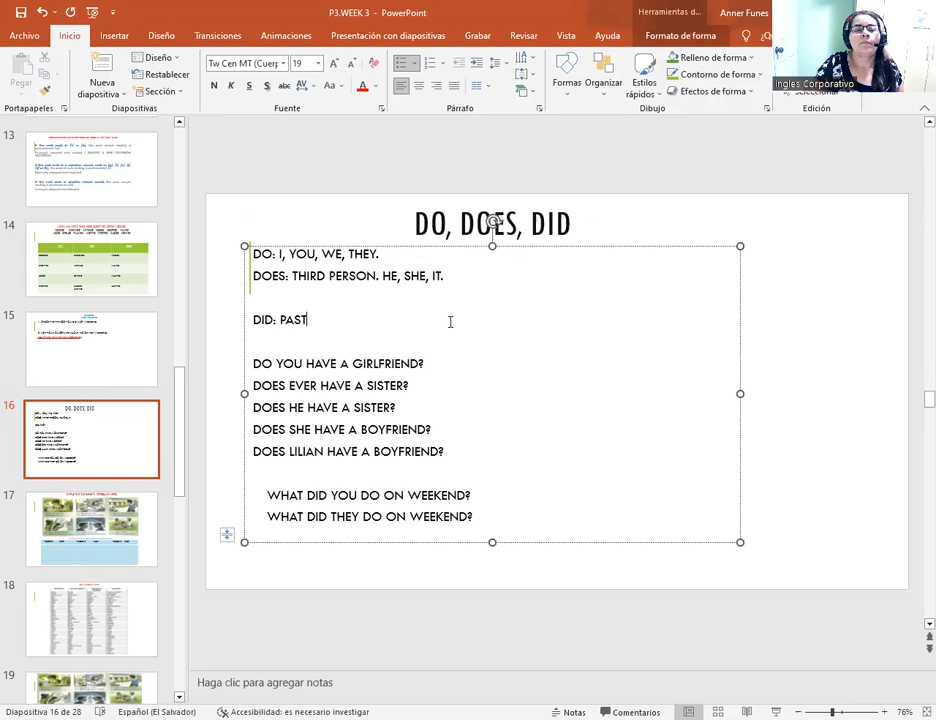 P3.WEEK 3 - PowerPoint
Herramientas d...
Anner Funes
Archivo Inicio Insertar Diseño Transiciones Animaciones Presentación con diapositivas Grabar Revisar Vista Ayuda Formato de forma
Pegar
Nueva diapositiva
Diseño
Restablecer
Sección
Tw Cen MT (Cuerp
19
N K S S abc AV Aa A
Formas Organizar Estilos rápidos
Relleno de forma
Contorno de forma
Efectos de forma
Ingles Corporativo
Portapapeles Diapositivas Fuente Párrafo Dibujo Edición
13
14
15
16
17
18
19
DO, DOES, DID
DO: I, YOU, WE, THEY.
DOES: THIRD PERSON. HE, SHE, IT.
DID: PAST
DO YOU HAVE A GIRLFRIEND?
DOES EVER HAVE A SISTER?
DOES HE HAVE A SISTER?
DOES SHE HAVE A BOYFRIEND?
DOES LILIAN HAVE A BOYFRIEND?
WHAT DID YOU DO ON WEEKEND?
WHAT DID THEY DO ON WEEKEND?
Haga clic para agregar notas
Diapositiva 16 de 28 Español (El Salvador) Accesibilidad: es necesario investigar Notas Comentarios 76%